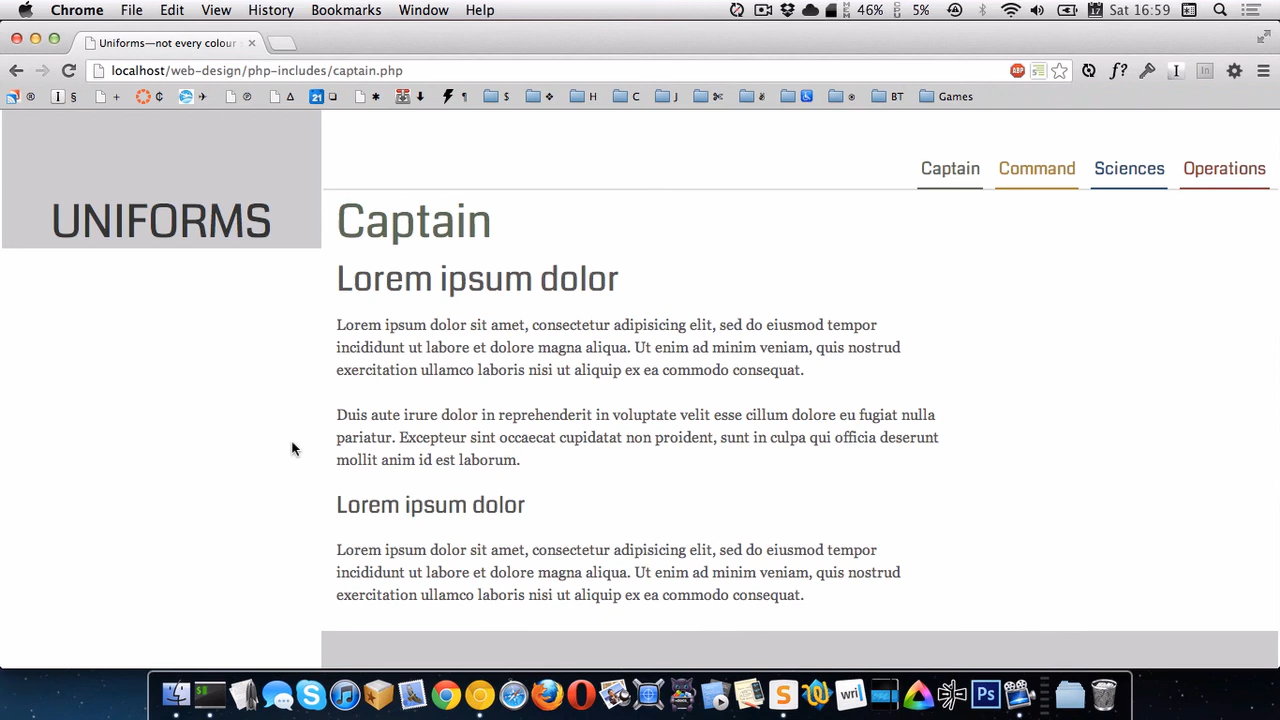 Chrome File Edit View History Bookmarks Window Help 46% 5% 17 Sat 16:59
Uniforms—not every colour
localhost/web-design/php-includes/captain.php
ABP f? I In
® I § + ¢ ✈ ℗ 21 ❏ ✱ ¶ $ ❖ H C J ✄ BT Games
Captain Command Sciences Operations
UNIFORMS
Captain
Lorem ipsum dolor
Lorem ipsum dolor sit amet, consectetur adipisicing elit, sed do eiusmod tempor
incididunt ut labore et dolore magna aliqua. Ut enim ad minim veniam, quis nostrud
exercitation ullamco laboris nisi ut aliquip ex ea commodo consequat.
Duis aute irure dolor in reprehenderit in voluptate velit esse cillum dolore eu fugiat nulla
pariatur. Excepteur sint occaecat cupidatat non proident, sunt in culpa qui officia deserunt
mollit anim id est laborum.
Lorem ipsum dolor
Lorem ipsum dolor sit amet, consectetur adipisicing elit, sed do eiusmod tempor
incididunt ut labore et dolore magna aliqua. Ut enim ad minim veniam, quis nostrud
exercitation ullamco laboris nisi ut aliquip ex ea commodo consequat.
$ S S wri Ps